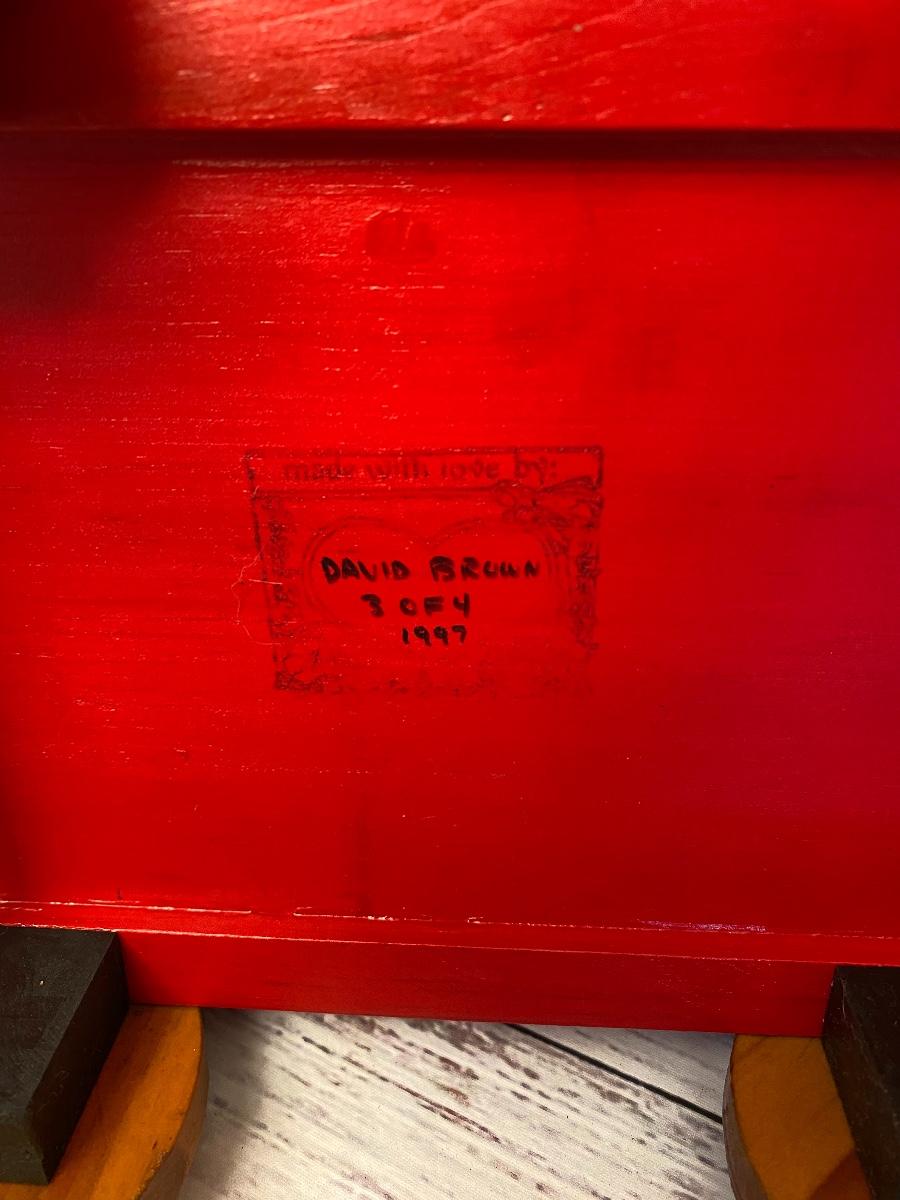 made with love by:
DAVID BROWN
3 OF 4
1997